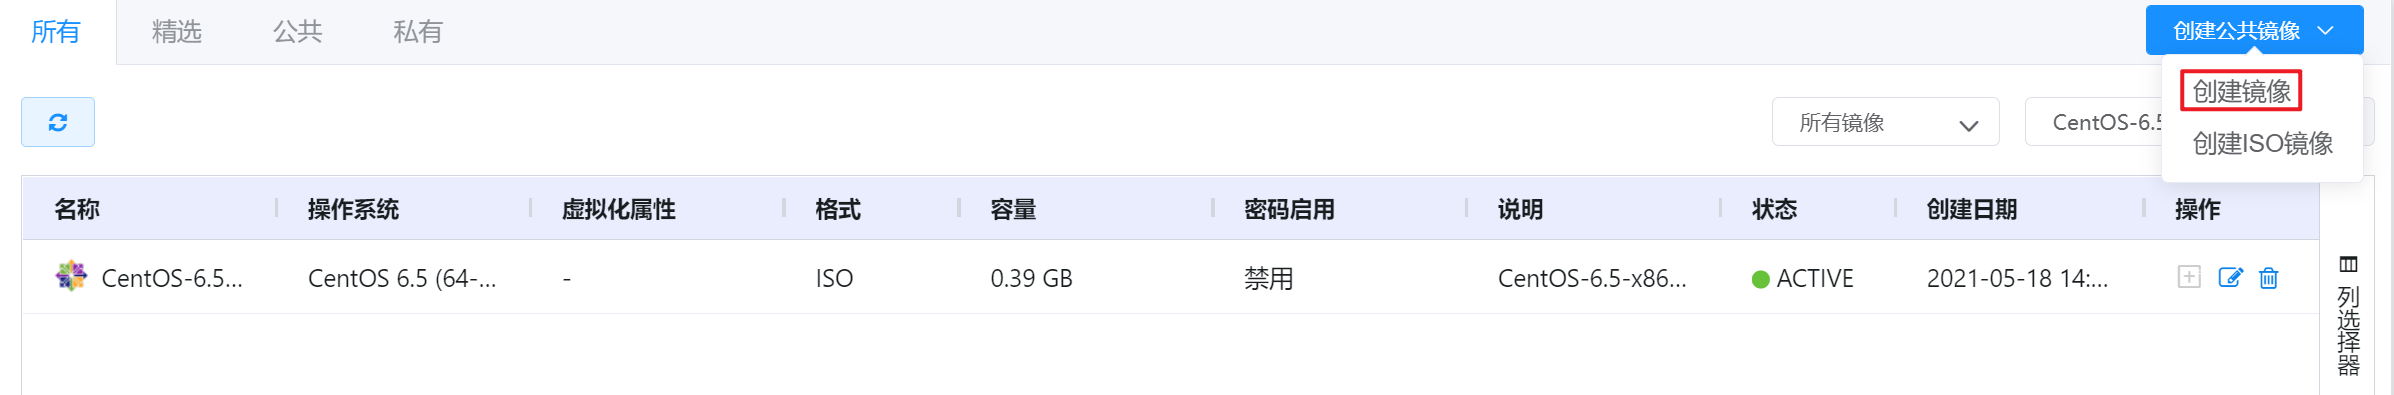 所有 精选 公共 私有 创建公共镜像
创建镜像
所有镜像 CentOS-6.5
创建ISO镜像
名称 操作系统 虚拟化属性 格式 容量 密码启用 说明 状态 创建日期 操作
CentOS-6.5... CentOS 6.5 (64-... - ISO 0.39 GB 禁用 CentOS-6.5-x86... ACTIVE 2021-05-18 14:...
列选择器